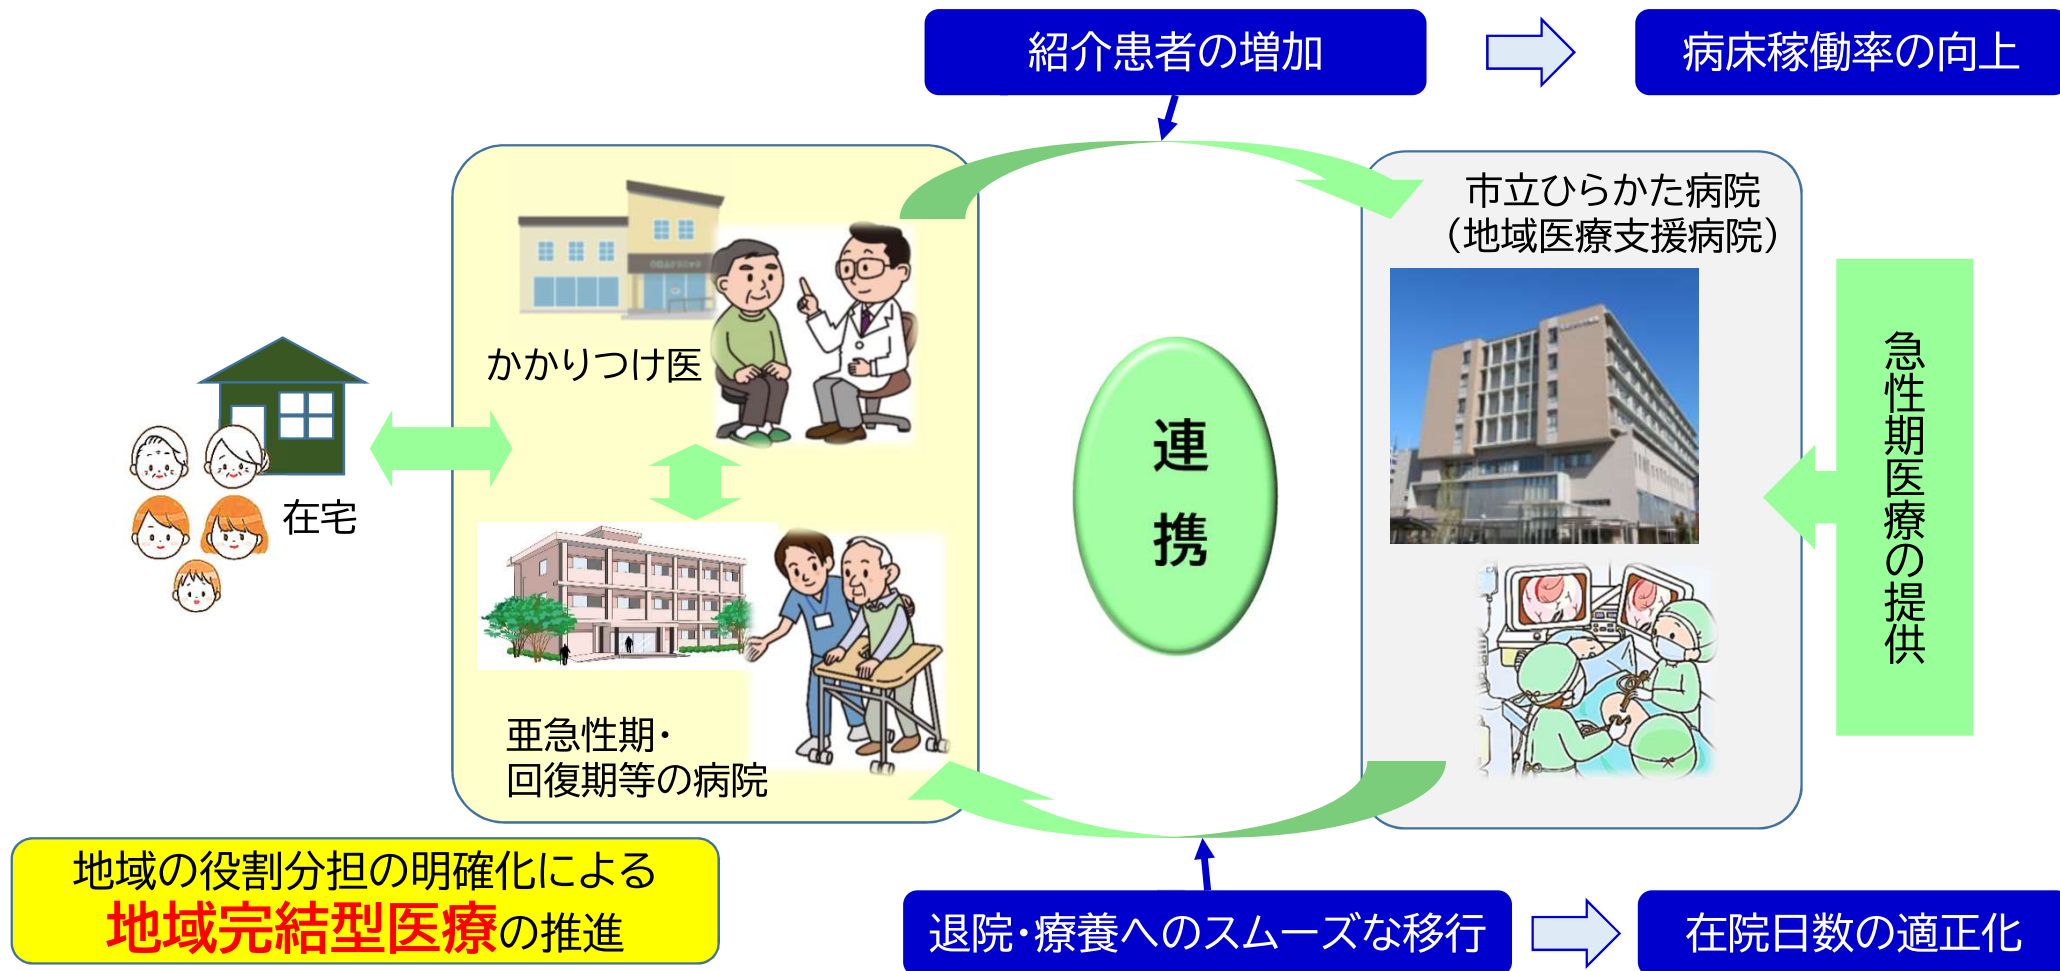 紹介患者の増加
病床稼働率の向上
市立ひらかた病院
（地域医療支援病院）
かかりつけ医
在宅
連
携
急性期医療の提供
亜急性期・
回復期等の病院
地域の役割分担の明確化による
地域完結型医療の推進
退院・療養へのスムーズな移行
在院日数の適正化